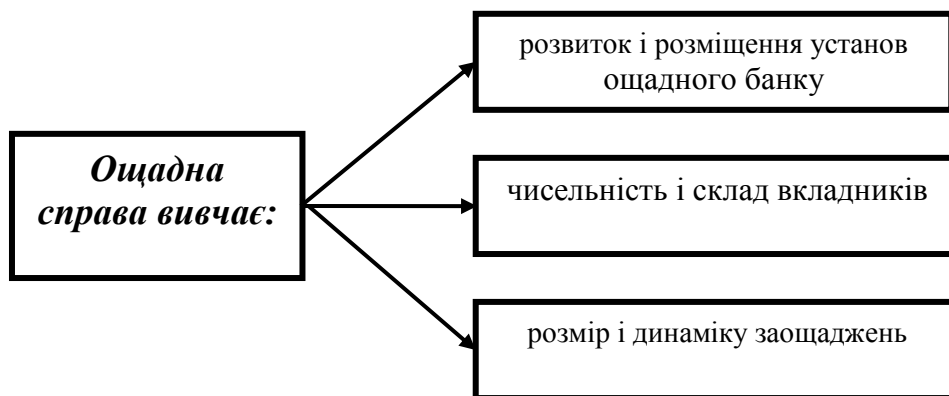 Ощадна
справа вивчає:
розвиток і розміщення установ
ощадного банку
чисельність і склад вкладників
розмір і динаміку заощаджень